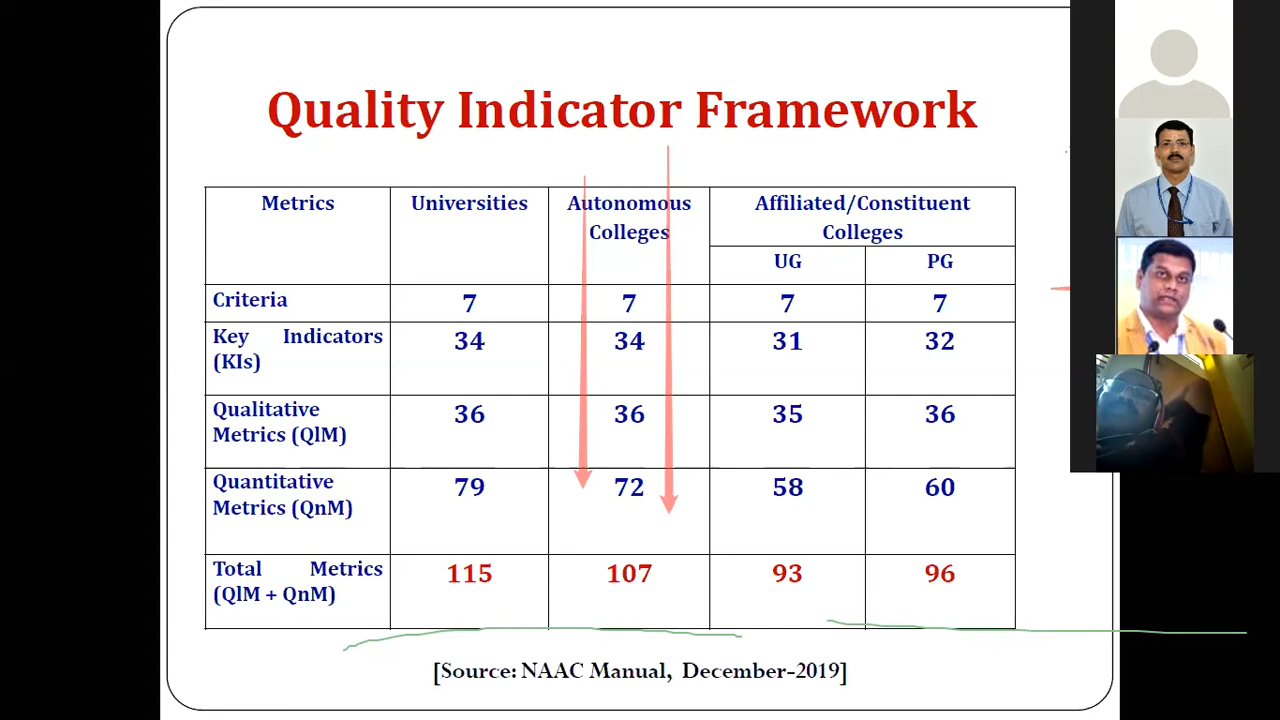 Quality Indicator Framework
Metrics Universities Autonomous Colleges Affiliated/Constituent Colleges
UG PG
Criteria 7 7 7 7
Key Indicators (KIs) 34 34 31 32
Qualitative Metrics (QlM) 36 36 35 36
Quantitative Metrics (QnM) 79 72 58 60
Total Metrics (QlM + QnM) 115 107 93 96
[Source: NAAC Manual, December-2019]